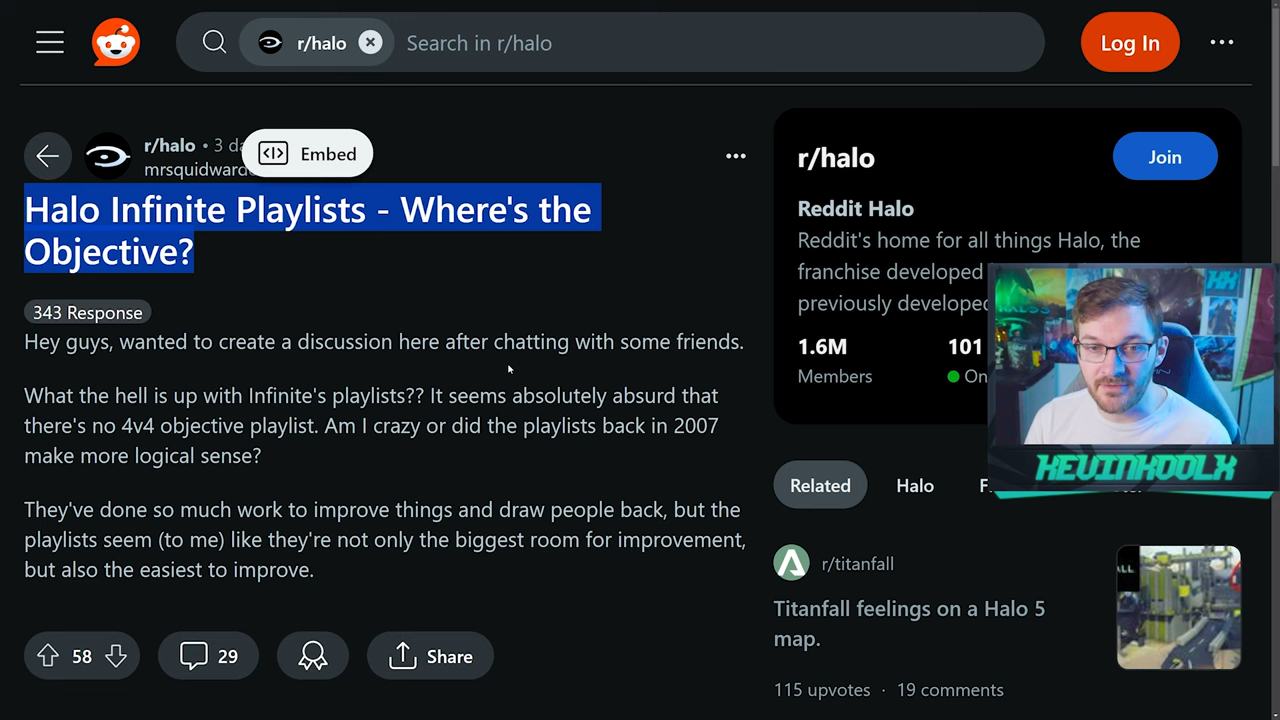 r/halo
Search in r/halo
Log In
r/halo • 3
mrsquidward
Embed
Halo Infinite Playlists - Where's the
Objective?
343 Response
Hey guys, wanted to create a discussion here after chatting with some friends.
What the hell is up with Infinite's playlists?? It seems absolutely absurd that
there's no 4v4 objective playlist. Am I crazy or did the playlists back in 2007
make more logical sense?
They've done so much work to improve things and draw people back, but the
playlists seem (to me) like they're not only the biggest room for improvement,
but also the easiest to improve.
58
29
Share
r/halo
Join
Reddit Halo
Reddit's home for all things Halo, the
franchise developed
previously developed
1.6M
101
Members
On
KEVINKOOLX
Related
Halo
r/titanfall
Titanfall feelings on a Halo 5
map.
115 upvotes · 19 comments